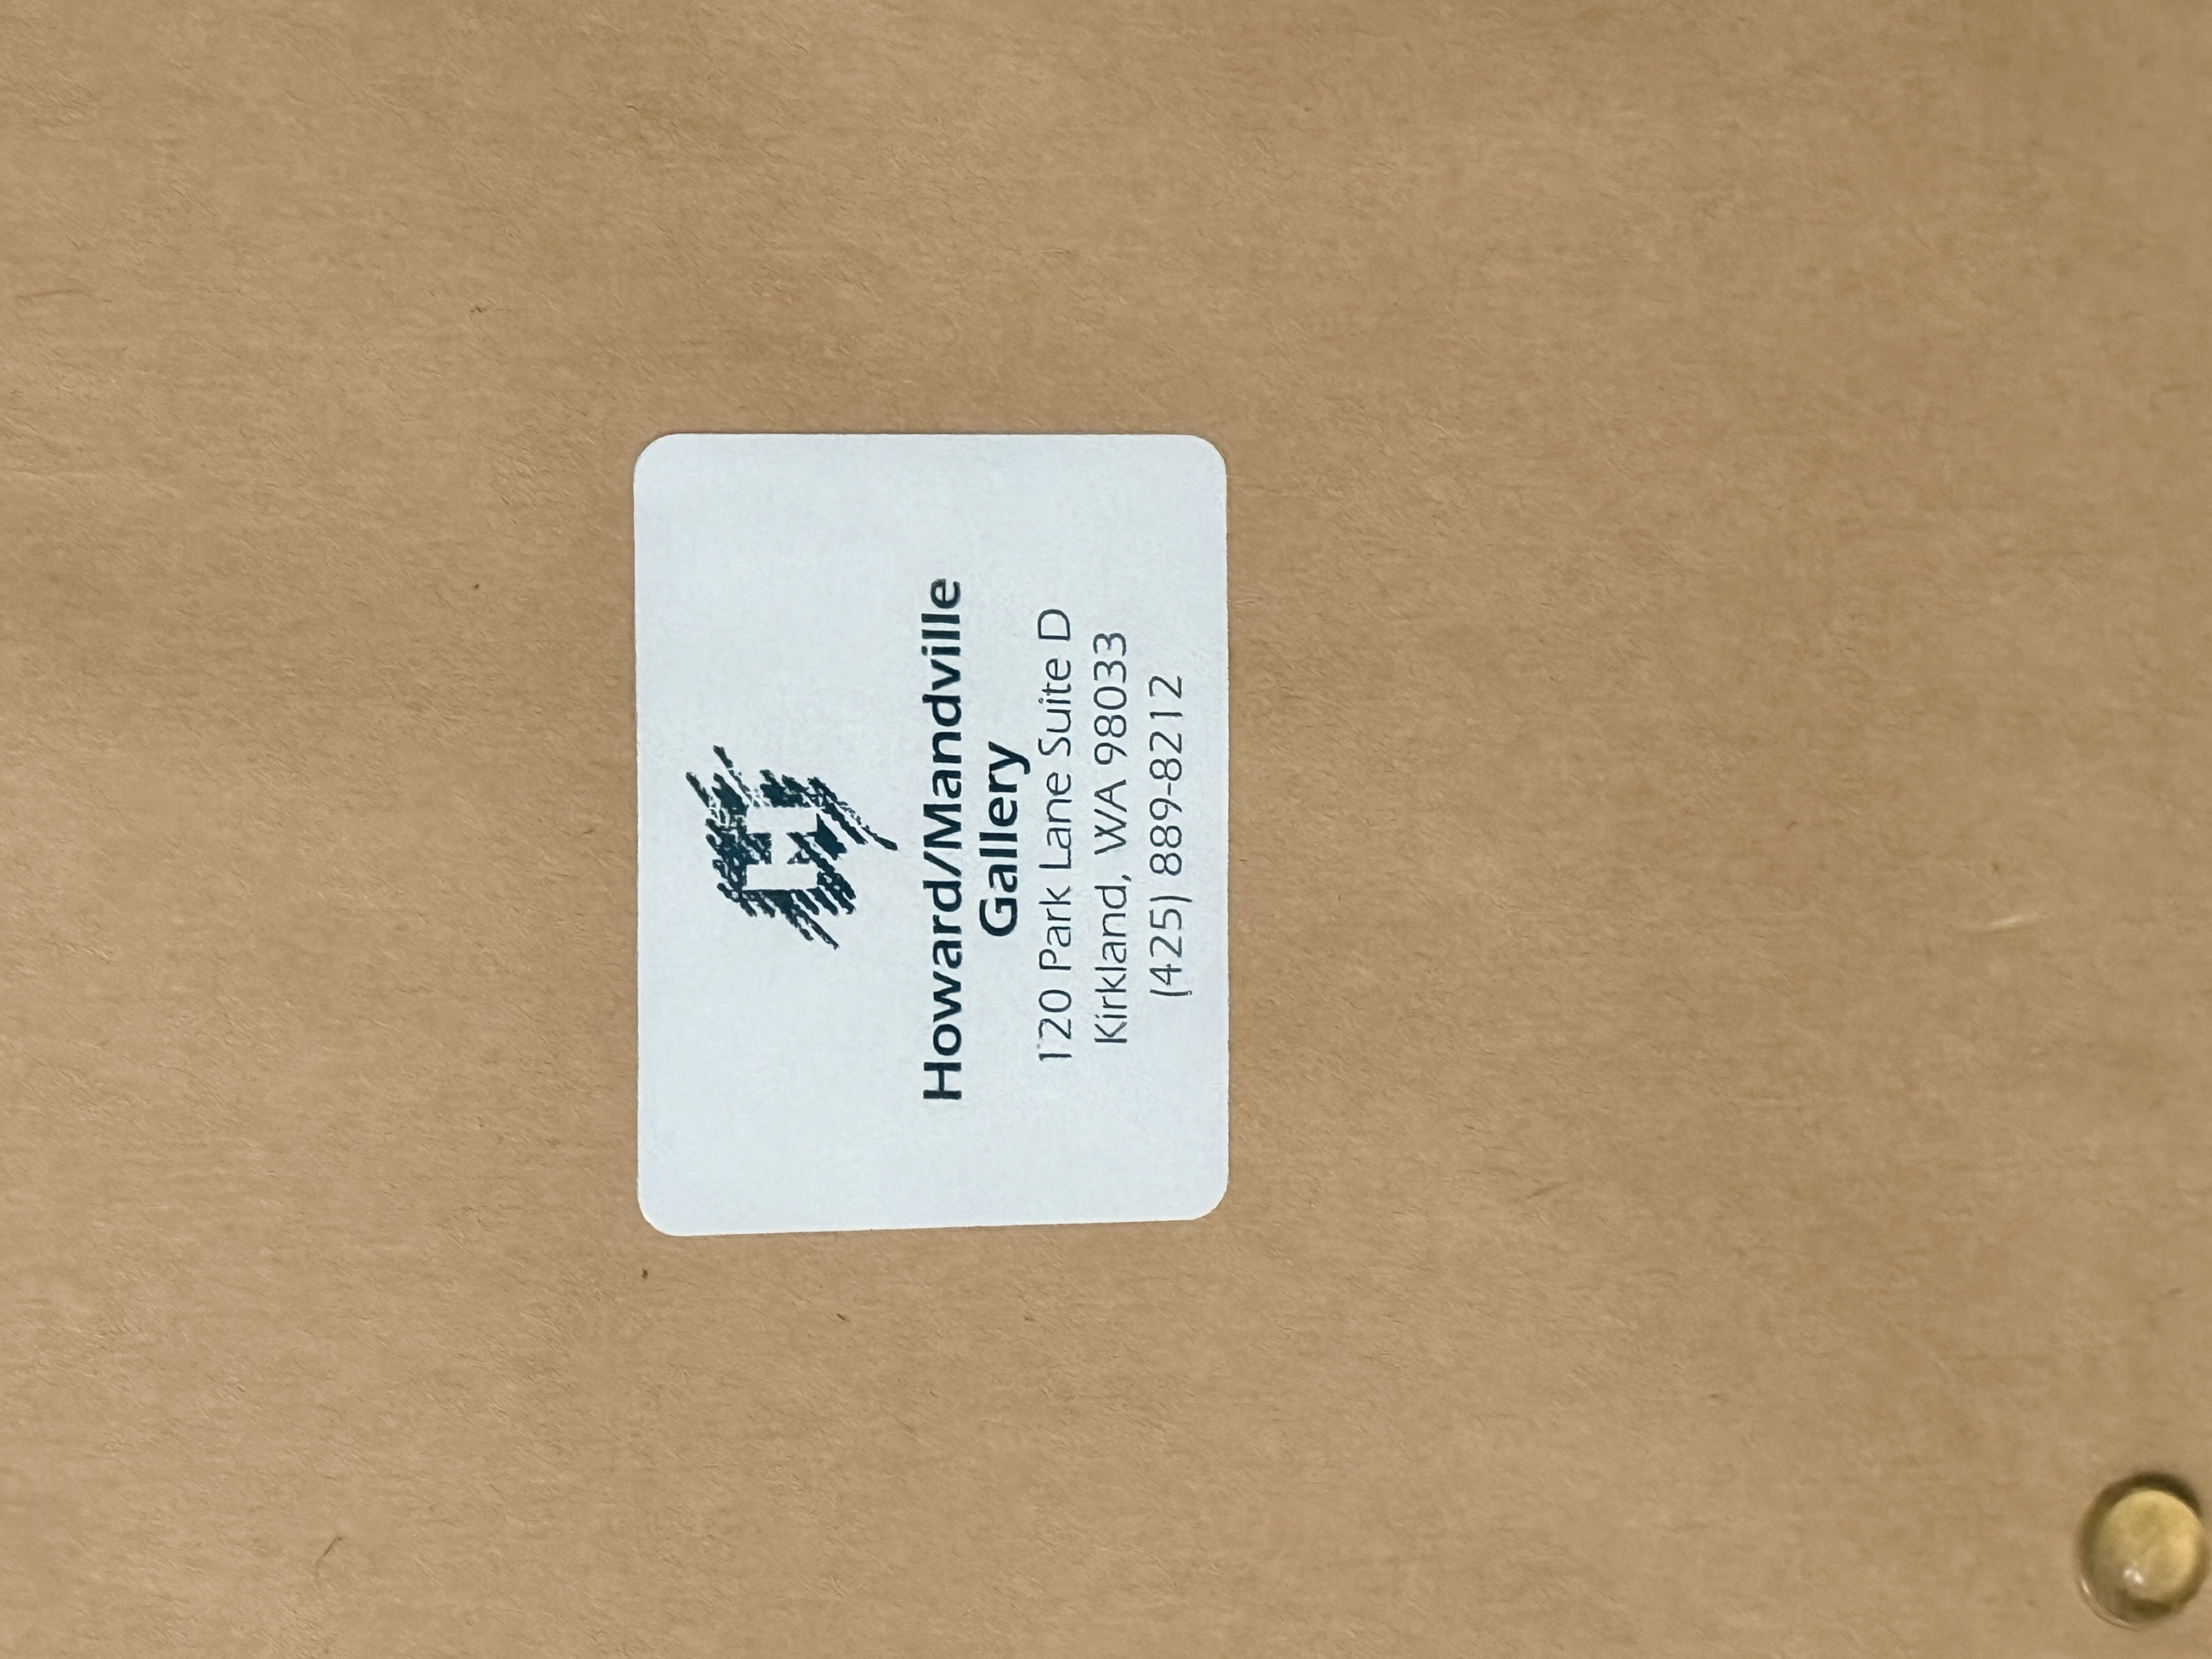 H
Howard/Mandville
Gallery
120 Park Lane Suite D
Kirkland, WA 98033
(425) 889-8212